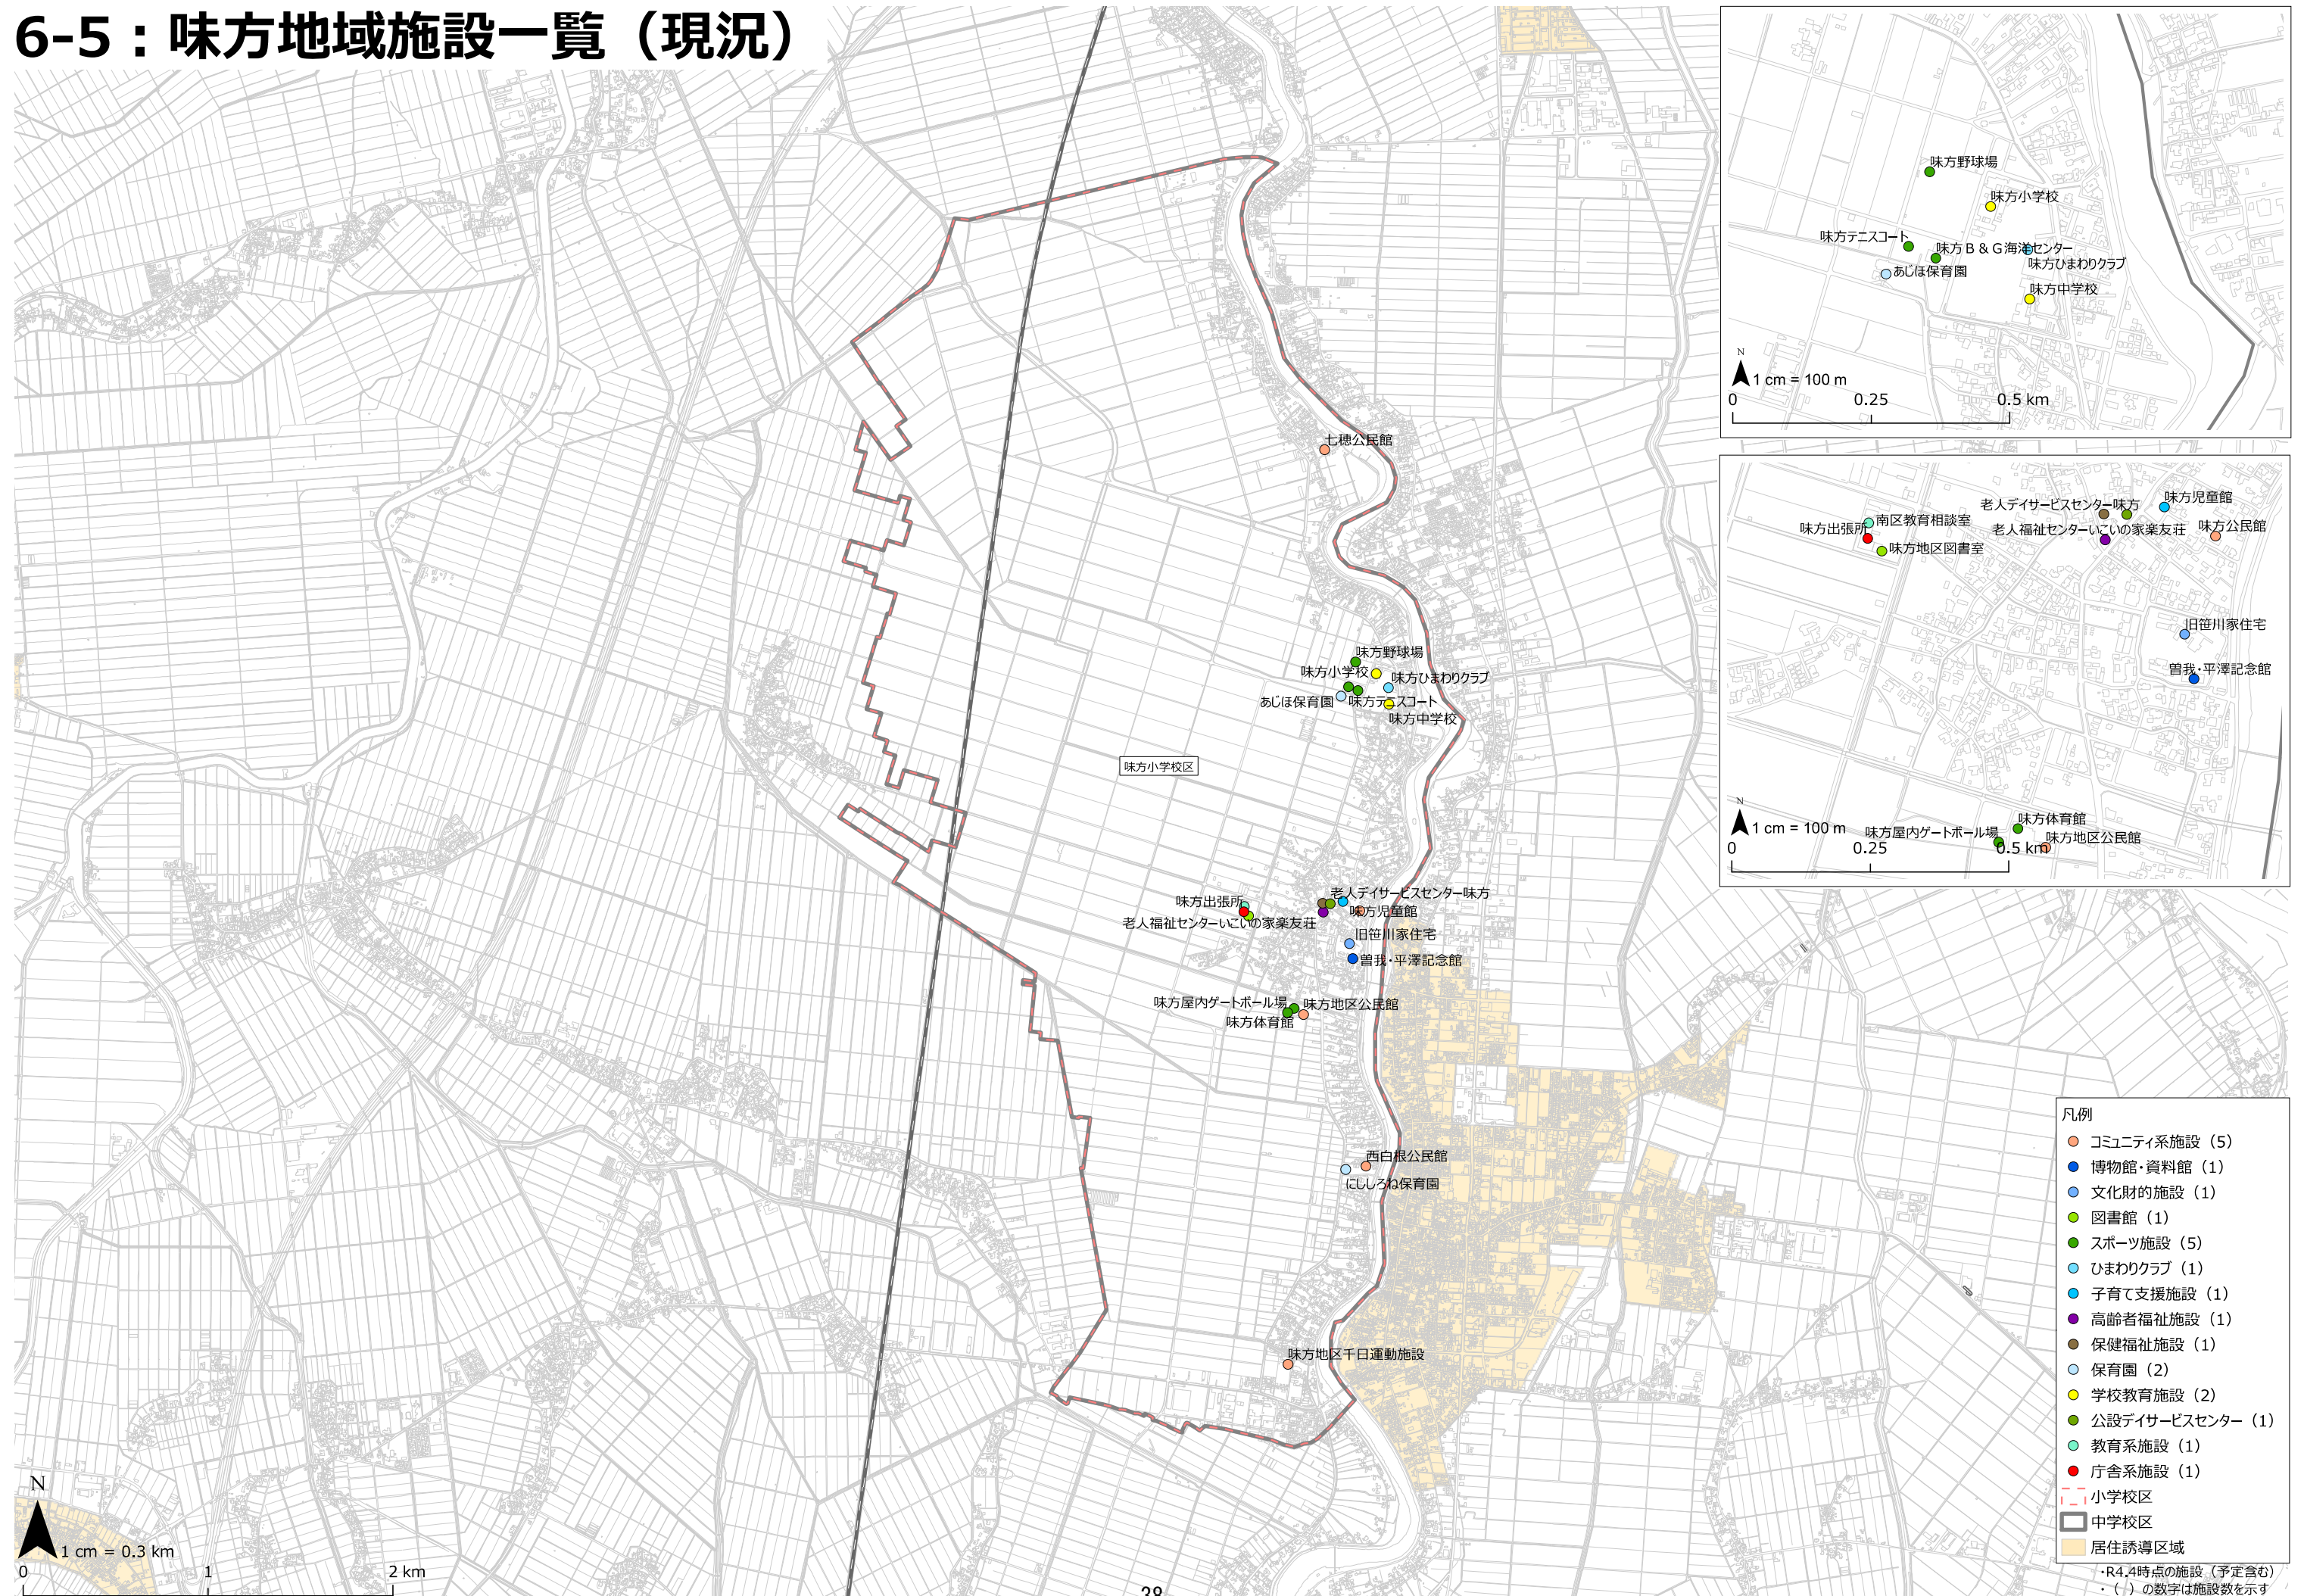 6-5：味方地域施設一覧（現況）
七穂公民館
味方野球場
味方小学校
味方ひまわりクラブ
あじほ保育園
味方テニスコート
味方中学校
味方小学校区
味方出張所
老人デイサービスセンター味方
味方児童館
老人福祉センターいこいの家楽友荘
旧笹川家住宅
曽我・平澤記念館
味方屋内ゲートボール場
味方地区公民館
味方体育館
西白根公民館
にししろね保育園
味方地区千日運動施設
N
1 cm = 0.3 km
0 1 2 km
38
味方野球場
味方小学校
味方テニスコート
味方Ｂ＆Ｇ海洋センター
味方ひまわりクラブ
あじほ保育園
味方中学校
N
1 cm = 100 m
0 0.25 0.5 km
老人デイサービスセンター味方
味方児童館
南区教育相談室
味方出張所
老人福祉センターいこいの家楽友荘
味方公民館
味方地区図書室
旧笹川家住宅
曽我・平澤記念館
味方体育館
味方屋内ゲートボール場
味方地区公民館
N
1 cm = 100 m
0 0.25 0.5 km
凡例
コミュニティ系施設（5）
博物館・資料館（1）
文化財的施設（1）
図書館（1）
スポーツ施設（5）
ひまわりクラブ（1）
子育て支援施設（1）
高齢者福祉施設（1）
保健福祉施設（1）
保育園（2）
学校教育施設（2）
公設デイサービスセンター（1）
教育系施設（1）
庁舎系施設（1）
小学校区
中学校区
居住誘導区域
・R4.4時点の施設（予定含む）
・（ ）の数字は施設数を示す